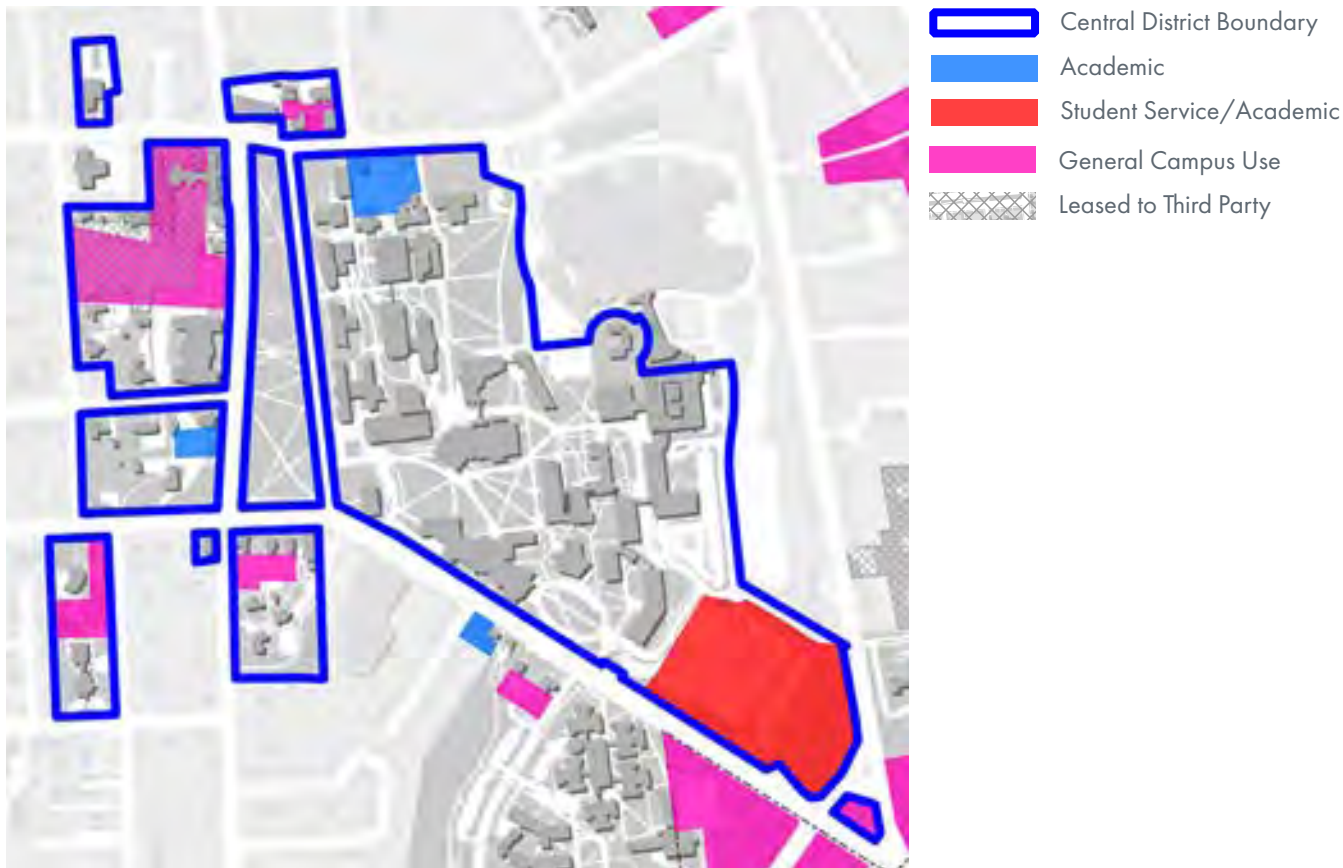 Central District Boundary
Academic
Student Service/Academic
General Campus Use
Leased to Third Party